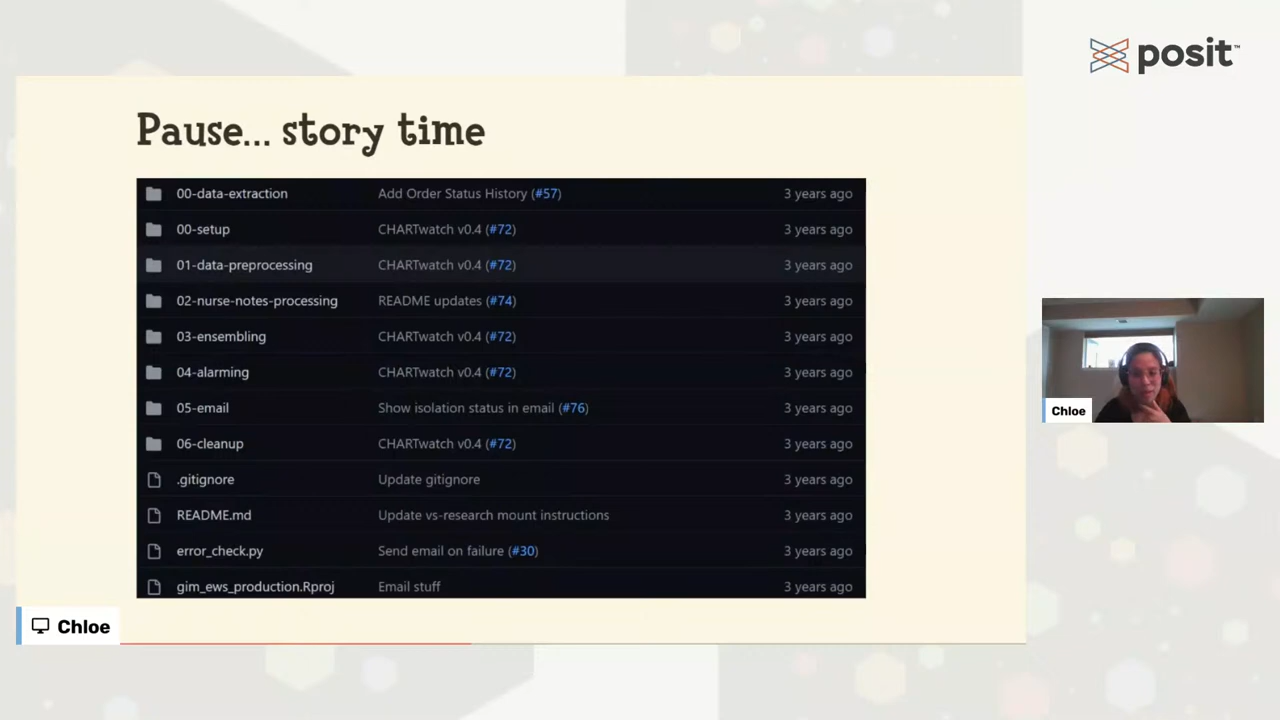 posit™
Pause... story time
00-data-extraction Add Order Status History (#57) 3 years ago
00-setup CHARTwatch v0.4 (#72) 3 years ago
01-data-preprocessing CHARTwatch v0.4 (#72) 3 years ago
02-nurse-notes-processing README updates (#74) 3 years ago
03-ensembling CHARTwatch v0.4 (#72) 3 years ago
04-alarming CHARTwatch v0.4 (#72) 3 years ago
05-email Show isolation status in email (#76) 3 years ago
06-cleanup CHARTwatch v0.4 (#72) 3 years ago
.gitignore Update gitignore 3 years ago
README.md Update vs-research mount instructions 3 years ago
error_check.py Send email on failure (#30) 3 years ago
gim_ews_production.Rproj Email stuff 3 years ago
Chloe
Chloe